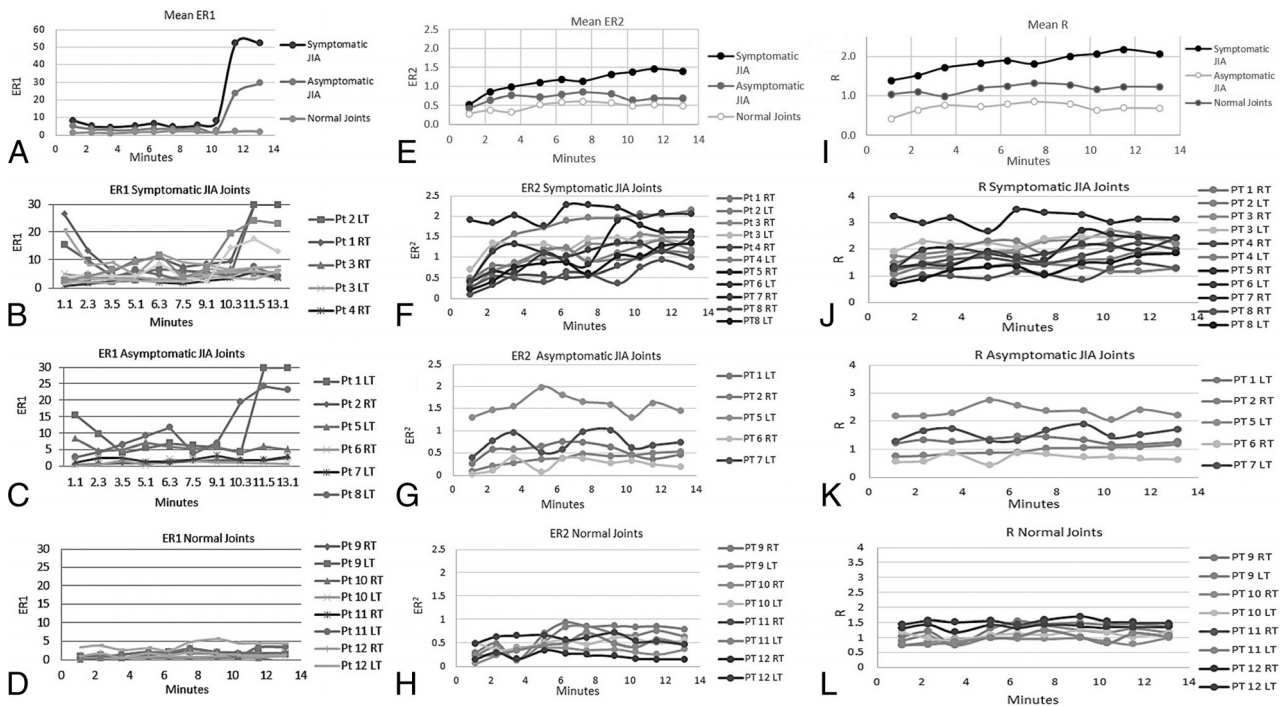 A
Mean ER1
ER1
60
50
40
30
20
10
0
0 2 4 6 8 10 12 14
Minutes
Symptomatic
JIA
Asymptomatic
JIA
Normal Joints
E
Mean ER2
ER2
2.5
2.0
1.5
1.0
0.5
0.0
0 2 4 6 8 10 12 14
Minutes
Symptomatic
JIA
Asymptomatic
JIA
Normal Joints
I
Mean R
R
2.0
1.0
0.0
0 2 4 6 8 10 12 14
Minutes
Symptomatic
JIA
Asymptomatic
JIA
Normal Joints
B
ER1 Symptomatic JIA Joints
ER1
30
20
10
0
1.1 2.3 3.5 5.1 6.3 7.5 9.1 10.3 11.5 13.1
Minutes
Pt 2 LT
Pt 1 RT
Pt 3 RT
Pt 3 LT
Pt 4 RT
F
ER2 Symptomatic JIA Joints
ER²
2.5
2
1.5
1
0.5
0
0 2 4 6 8 10 12 14
Minutes
Pt 1 RT
Pt 2 LT
Pt 3 RT
Pt 3 LT
Pt 4 RT
PT 4 LT
PT 5 RT
PT 6 LT
PT 7 RT
PT 8 RT
PT8 LT
J
R Symptomatic JIA Joints
R
4
3
2
1
0
0 2 4 6 8 10 12 14
Minutes
PT 1 RT
PT 2 LT
PT 3 RT
PT 3 LT
PT 4 RT
PT 4 LT
PT 5 RT
PT 6 LT
PT 7 RT
PT 8 RT
PT 8 LT
C
ER1 Asymptomatic JIA Joints
ER1
30
25
20
15
10
5
0
1.1 2.3 3.5 5.1 6.3 7.5 9.1 10.3 11.5 13.1
Minutes
Pt 1 LT
Pt 2 RT
Pt 5 LT
Pt 6 RT
Pt 7 LT
Pt 8 LT
G
ER2 Asymptomatic JIA Joints
ER²
2.5
2
1.5
1
0.5
0
0 2 4 6 8 10 12 14
Minutes
PT 1 LT
PT 2 RT
PT 5 LT
PT 6 RT
PT 7 LT
K
R Asymptomatic JIA Joints
R
4
3
2
1
0
0 2 4 6 8 10 12 14
Minutes
PT 1 LT
PT 2 RT
PT 5 LT
PT 6 RT
PT 7 LT
D
ER1 Normal Joints
ER1
30
25
20
15
10
5
0
0 2 4 6 8 10 12 14
Minutes
Pt 9 RT
Pt 9 LT
Pt 10 RT
Pt 10 LT
Pt 11 RT
Pt 11 LT
Pt 12 RT
Pt 12 LT
H
ER2 Normal Joints
ER²
2.5
2
1.5
1
0.5
0
0 2 4 6 8 10 12 14
Minutes
PT 9 RT
PT 9 LT
PT 10 RT
PT 10 LT
PT 11 RT
PT 11 LT
PT 12 RT
PT 12 LT
L
R Normal Joints
R
4
3.5
3
2.5
2
1.5
1
0.5
0
0 2 4 6 8 10 12 14
Minutes
PT 9 RT
PT 9 LT
PT 10 RT
PT 10 LT
PT 11 RT
PT 11 LT
PT 12 RT
PT 12 LT